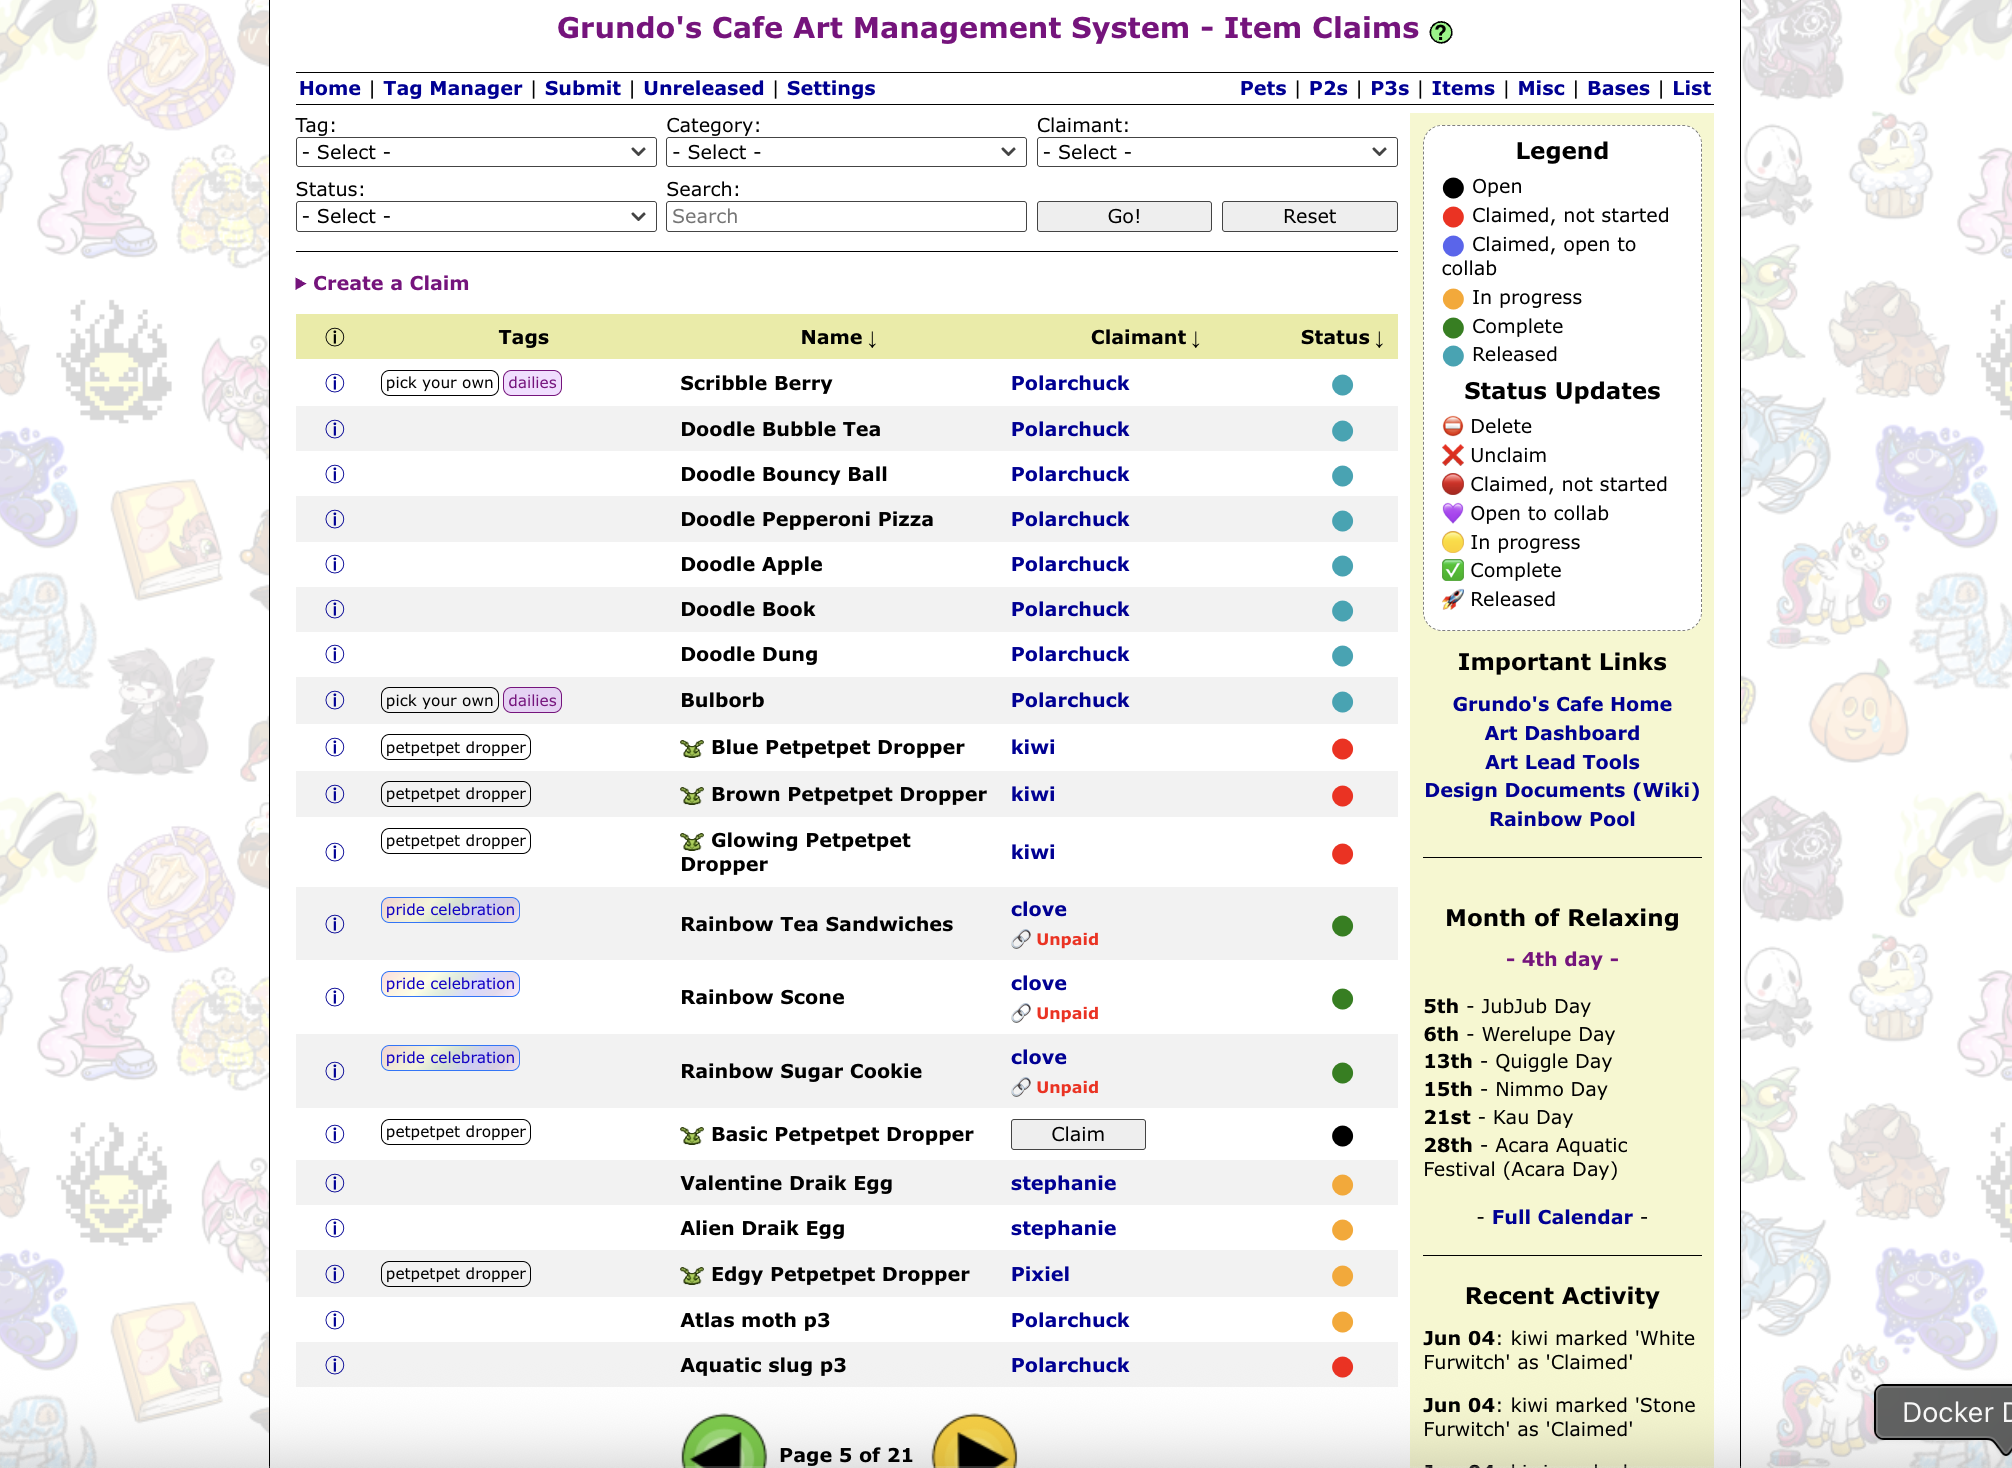 Grundo's Cafe Art Management System - Item Claims ?
Home | Tag Manager | Submit | Unreleased | Settings
Pets | P2s | P3s | Items | Misc | Bases | List
Tag:
- Select -
Category:
- Select -
Claimant:
- Select -
Status:
- Select -
Search:
Search
Go!
Reset
Create a Claim
Tags Name ↓ Claimant ↓ Status ↓
pick your own dailies Scribble Berry Polarchuck
Doodle Bubble Tea Polarchuck
Doodle Bouncy Ball Polarchuck
Doodle Pepperoni Pizza Polarchuck
Doodle Apple Polarchuck
Doodle Book Polarchuck
Doodle Dung Polarchuck
pick your own dailies Bulborb Polarchuck
petpetpet dropper Blue Petpetpet Dropper kiwi
petpetpet dropper Brown Petpetpet Dropper kiwi
petpetpet dropper Glowing Petpetpet
Dropper kiwi
pride celebration Rainbow Tea Sandwiches clove
Unpaid
pride celebration Rainbow Scone clove
Unpaid
pride celebration Rainbow Sugar Cookie clove
Unpaid
petpetpet dropper Basic Petpetpet Dropper Claim
Valentine Draik Egg stephanie
Alien Draik Egg stephanie
petpetpet dropper Edgy Petpetpet Dropper Pixiel
Atlas moth p3 Polarchuck
Aquatic slug p3 Polarchuck
Page 5 of 21
Legend
Open
Claimed, not started
Claimed, open to
collab
In progress
Complete
Released
Status Updates
Delete
Unclaim
Claimed, not started
Open to collab
In progress
Complete
Released
Important Links
Grundo's Cafe Home
Art Dashboard
Art Lead Tools
Design Documents (Wiki)
Rainbow Pool
Month of Relaxing
- 4th day -
5th - JubJub Day
6th - Werelupe Day
13th - Quiggle Day
15th - Nimmo Day
21st - Kau Day
28th - Acara Aquatic
Festival (Acara Day)
- Full Calendar -
Recent Activity
Jun 04: kiwi marked 'White
Furwitch' as 'Claimed'
Jun 04: kiwi marked 'Stone
Furwitch' as 'Claimed'
Docker